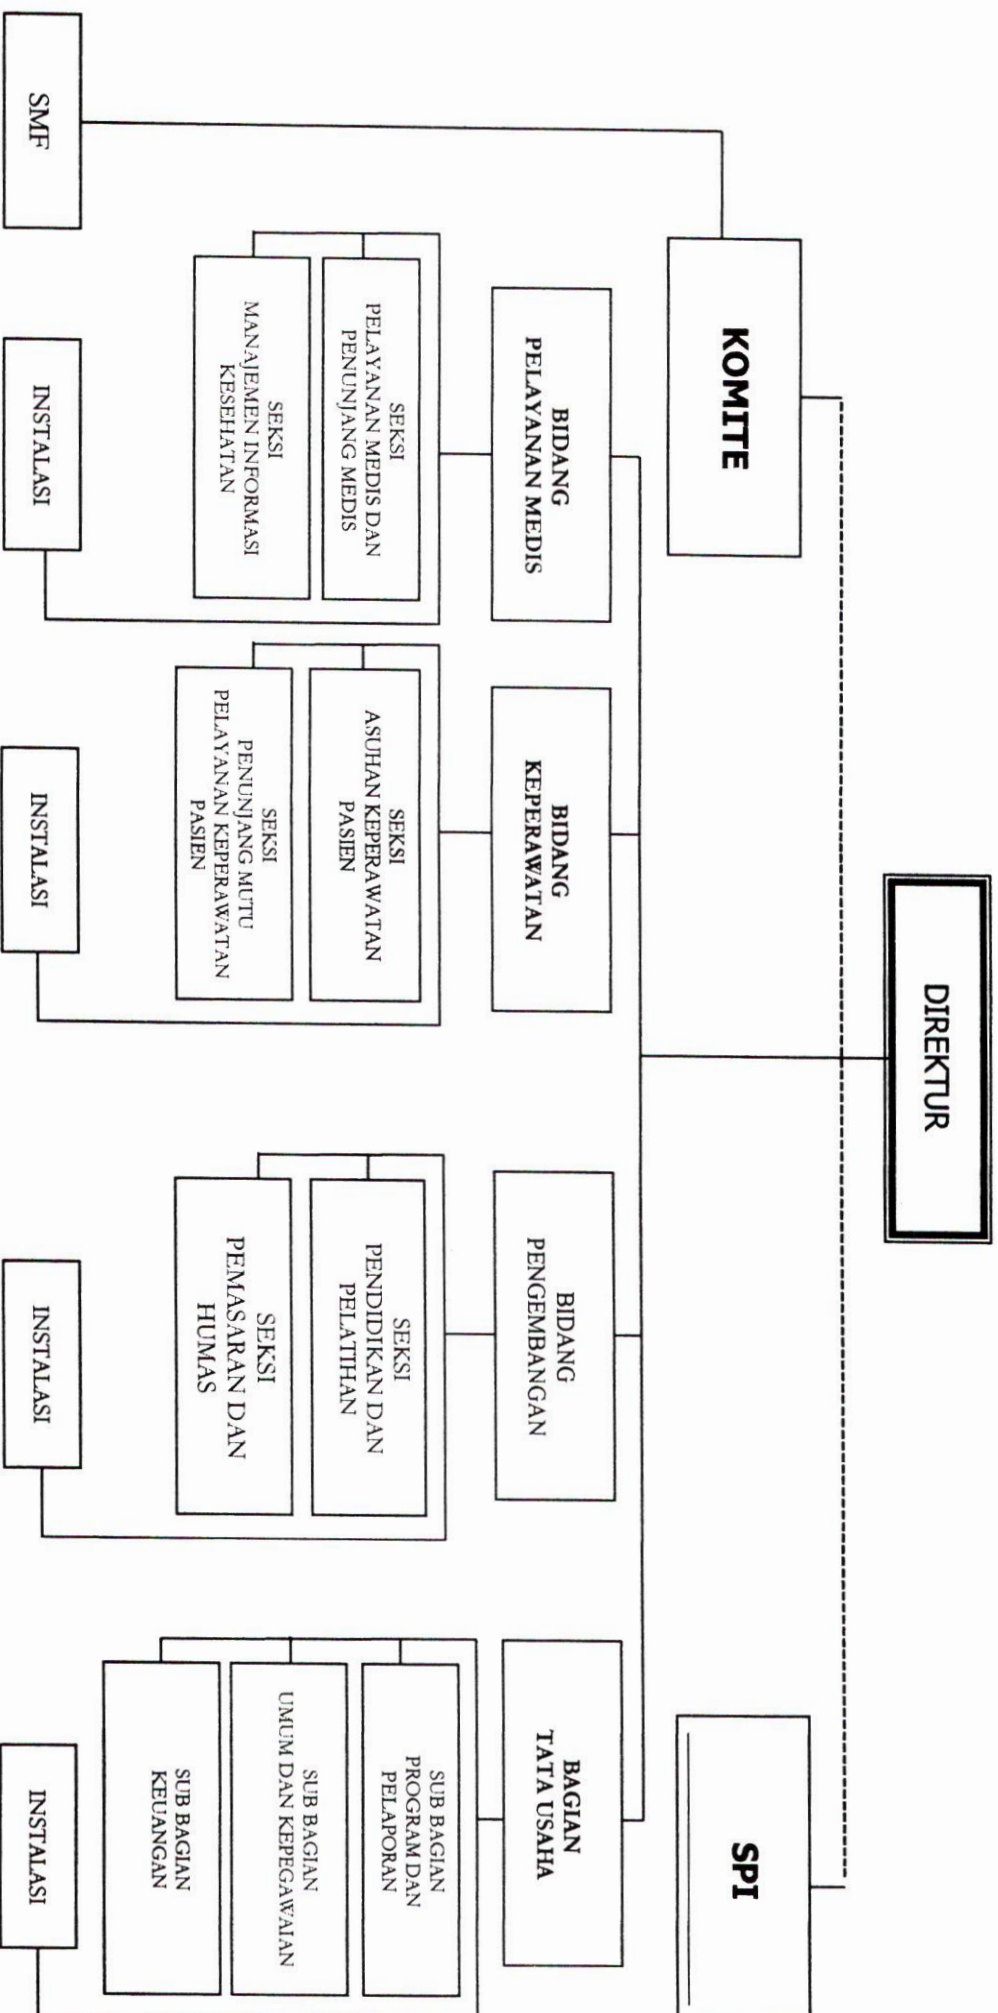 DIREKTUR
KOMITE
SPI
BIDANG
PELAYANAN MEDIS
BIDANG
KEPERAWATAN
BIDANG
PENGEMBANGAN
BAGIAN
TATA USAHA
SEKSI
PELAYANAN MEDIS DAN
PENUNJANG MEDIS
SEKSI
MANAJEMEN INFORMASI
KESEHATAN
SEKSI
ASUHAN KEPERAWATAN
PASIEN
SEKSI
PENUNJANG MUTU
PELAYANAN KEPERAWATAN
PASIEN
SEKSI
PENDIDIKAN DAN
PELATIHAN
SEKSI
PEMASARAN DAN
HUMAS
SUB BAGIAN
PROGRAM DAN
PELAPORAN
SUB BAGIAN
UMUM DAN KEPEGAWAIAN
SUB BAGIAN
KEUANGAN
SMF
INSTALASI
INSTALASI
INSTALASI
INSTALASI